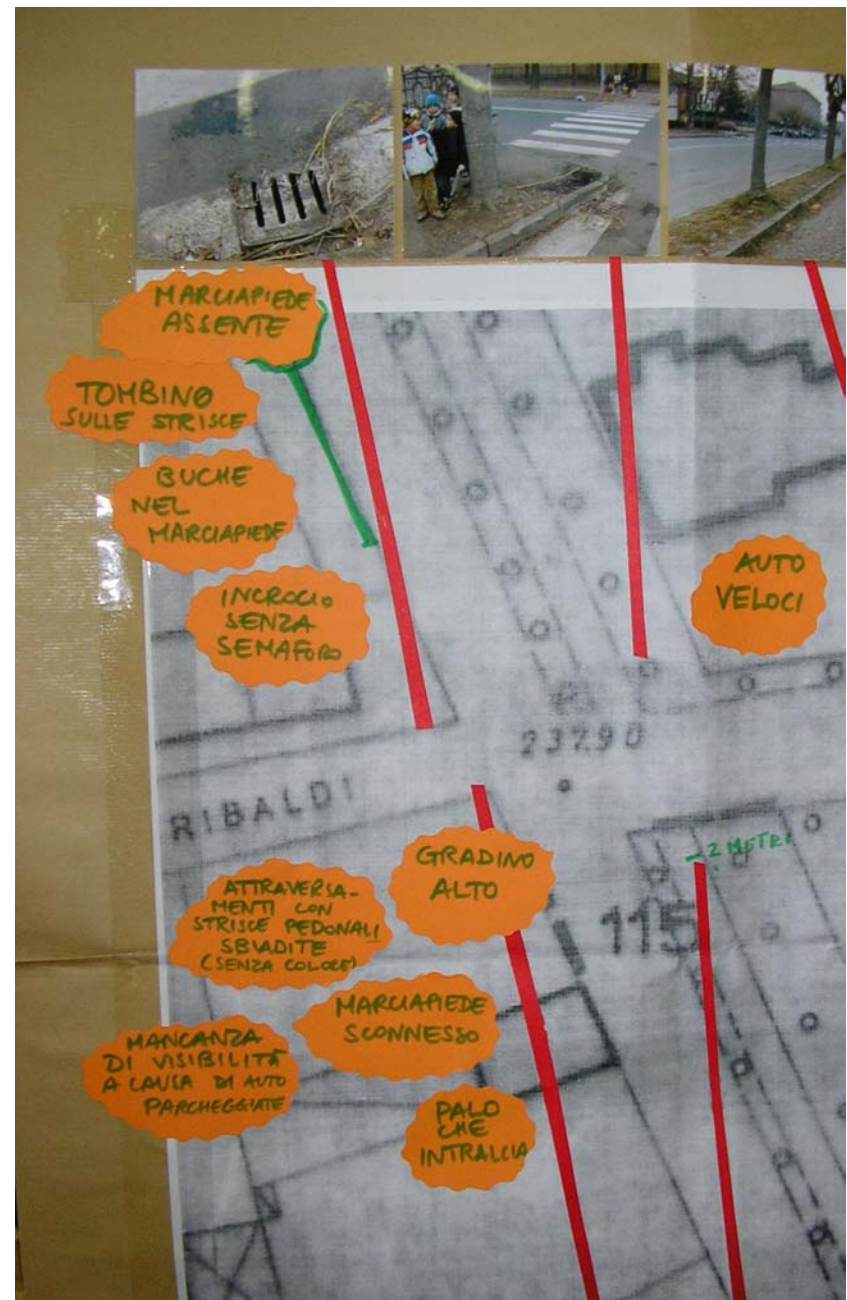 MARCIAPIEDE
ASSENTE
TOMBINO
SULLE STRISCE
BUCHE
NEL
MARCIAPIEDE
INCROCIO
SENZA
SEMAFORO
AUTO
VELOCI
23290
RIBALDI
2 METRI
GRADINO
ALTO
115
ATTRAVERSA-
MENTI CON
STRISCE PEDONALI
SBIADITE
(SENZA COLORE)
MARCIAPIEDE
SCONNESSO
MANCANZA
DI VISIBILITÀ
A CAUSA DI AUTO
PARCHEGGIATE
PALO
CHE
INTRALCIA